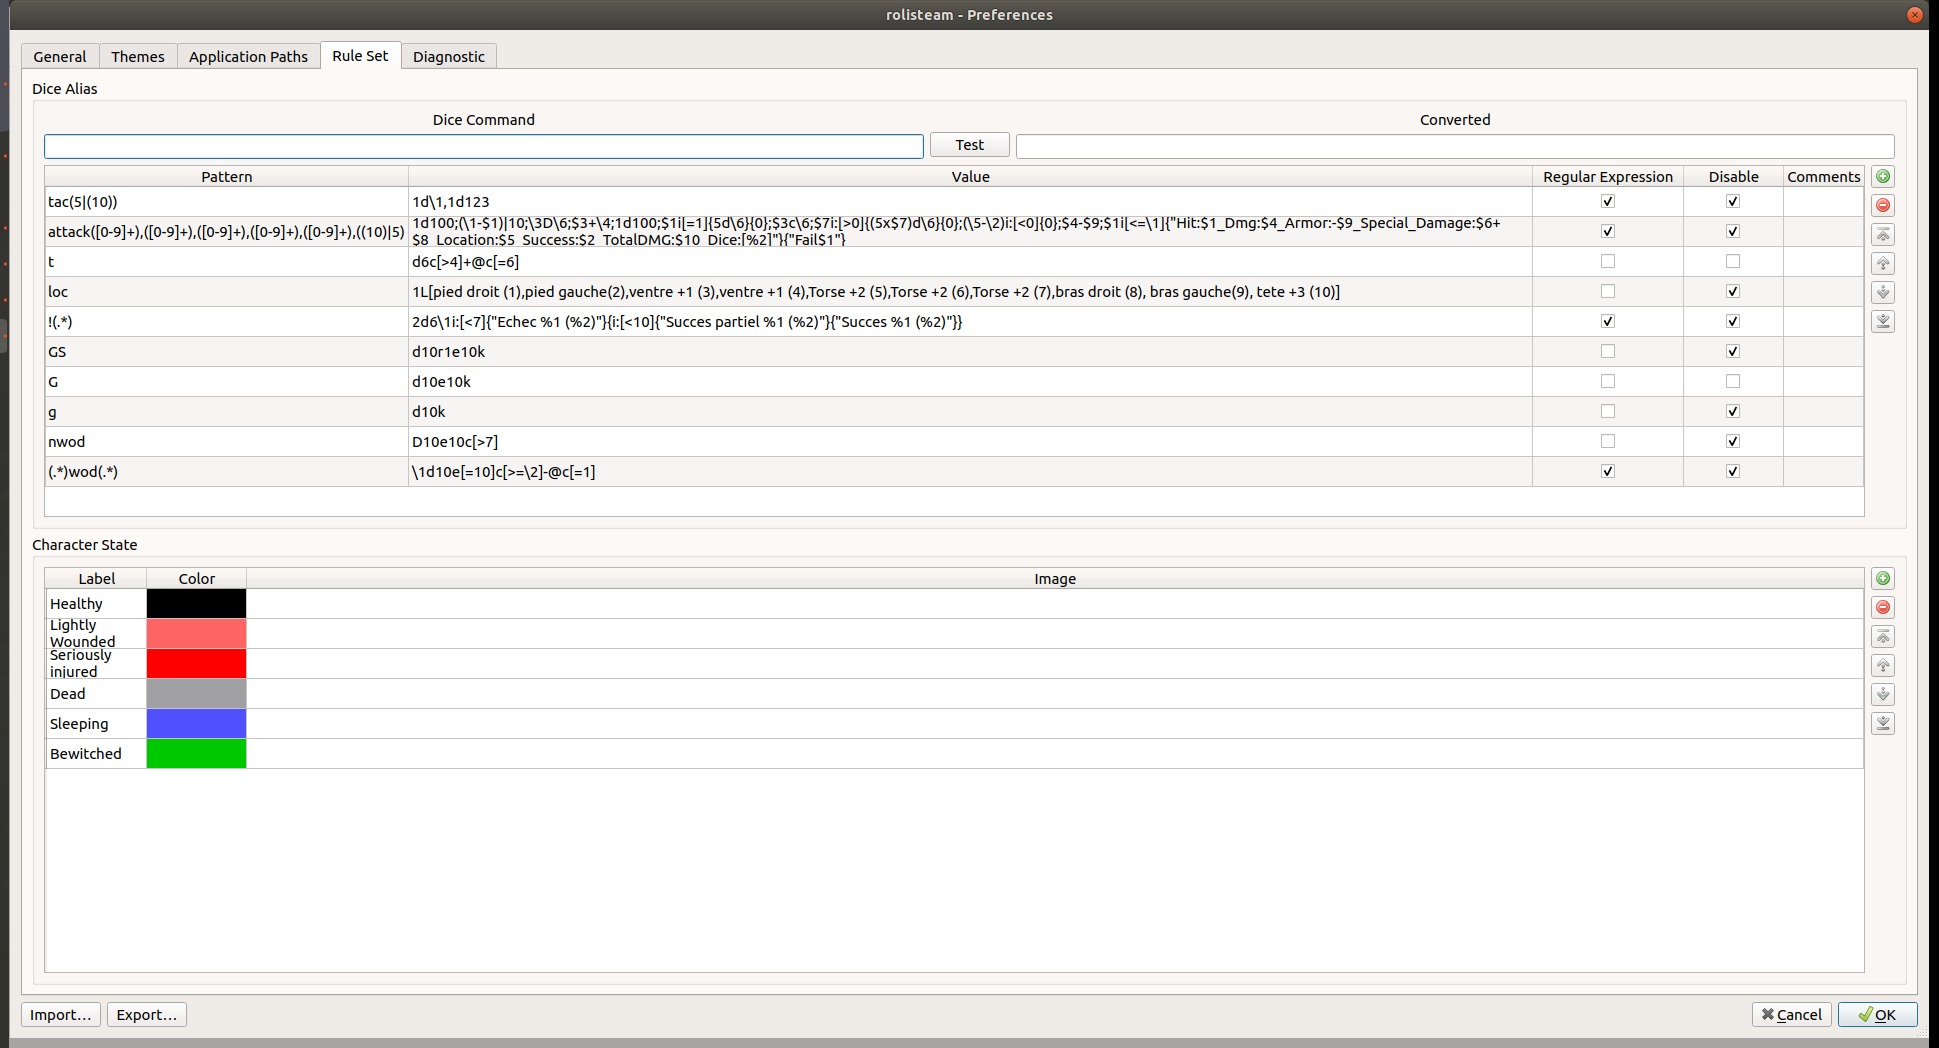 rolisteam - Preferences
General Themes Application Paths Rule Set Diagnostic
Dice Alias
Dice Command Converted
Test
Pattern Value Regular Expression Disable Comments
tac(5|(10)) 1d\1,1d123
attack([0-9]+),([0-9]+),([0-9]+),([0-9]+),([0-9]+),((10)|5) 1d100;(\1-$1)|10;\3D\6;$3+\4;1d100;$1i[=1]{5d\6}{0};$3c\6;$7i:[>0]{(5x$7)d\6}{0};(\5-\2)i:[<0]{0};$4-$9;$1i[<=\1]{"Hit:$1_Dmg:$4_Armor:-$9_Special_Damage:$6+
$8_Location:$5_Success:$2_TotalDMG:$10_Dice:[%2]"}{"Fail$1"}
t d6c[>4]+@c[=6]
loc 1L[pied droit (1),pied gauche(2),ventre +1 (3),ventre +1 (4),Torse +2 (5),Torse +2 (6),Torse +2 (7),bras droit (8), bras gauche(9), tete +3 (10)]
!(.*) 2d6\1i:[<7]{"Echec %1 (%2)"}{i:[<10]{"Succes partiel %1 (%2)"}{"Succes %1 (%2)"}}
GS d10r1e10k
G d10e10k
g d10k
nwod D10e10c[>7]
(.*)wod(.*) \1d10e[=10]c[>=\2]-@c[=1]
Character State
Label Color Image
Healthy
Lightly
Wounded
Seriously
injured
Dead
Sleeping
Bewitched
Import... Export... Cancel OK